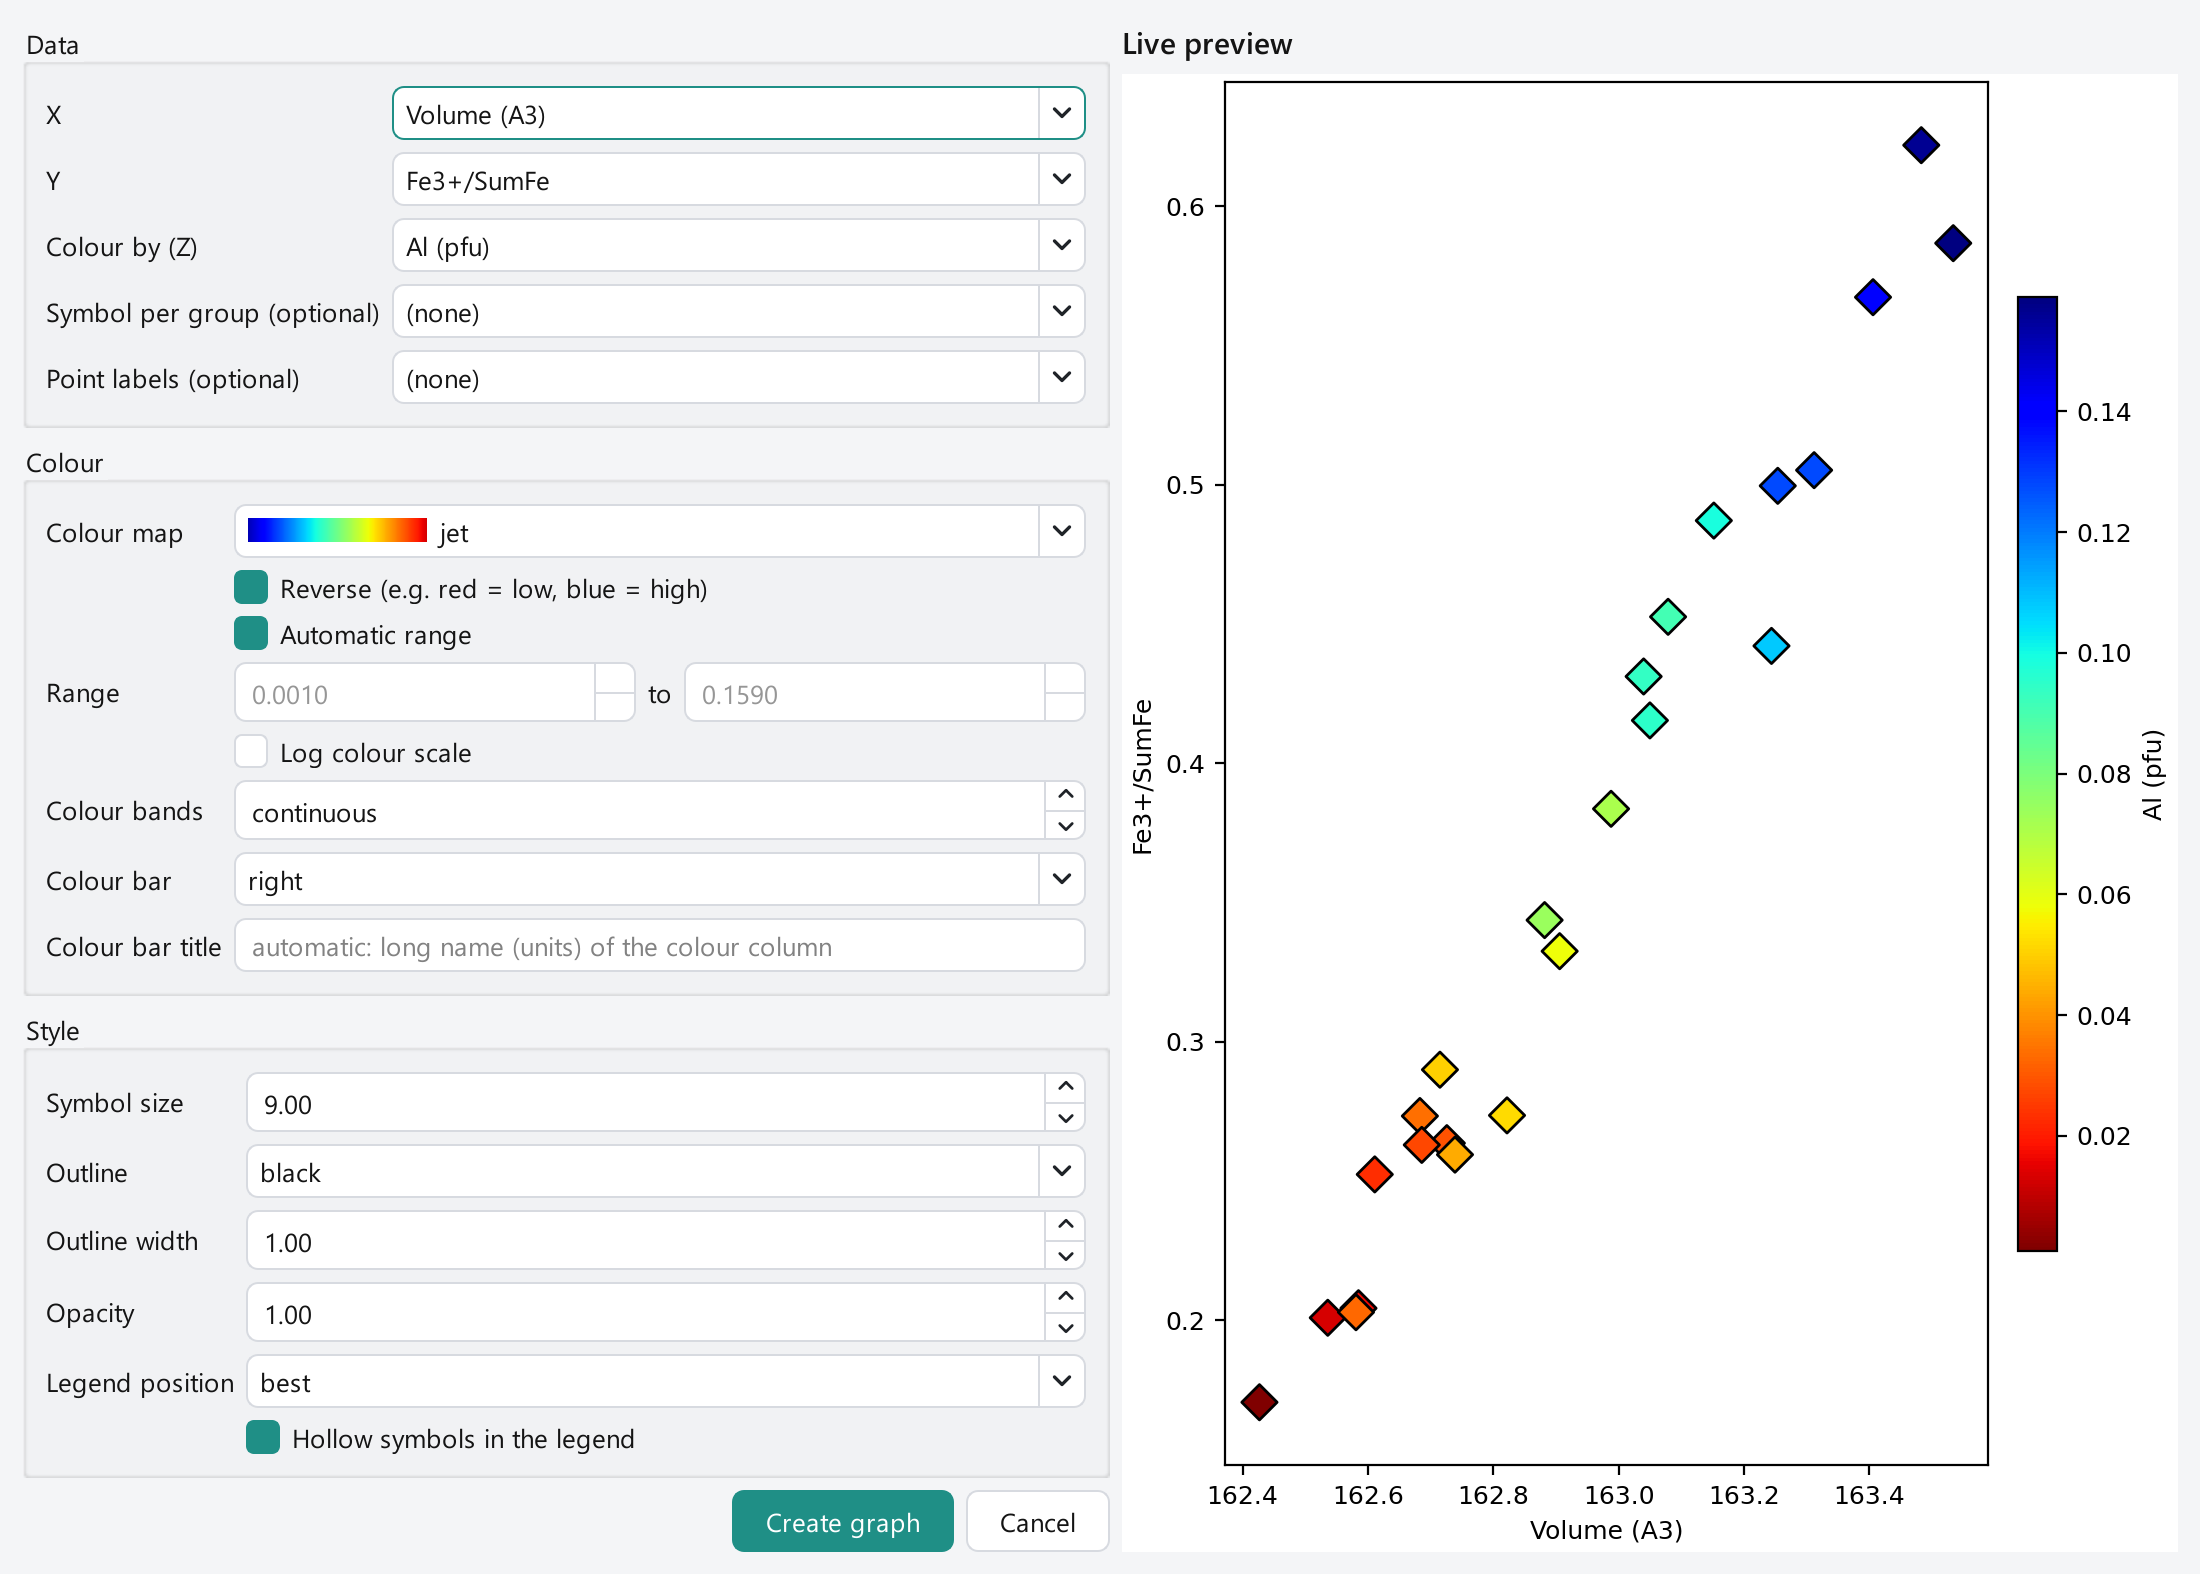 Data
X
Volume (A3)
Y
Fe3+/SumFe
Colour by (Z)
Al (pfu)
Symbol per group (optional)
(none)
Point labels (optional)
(none)
Colour
Colour map
jet
Reverse (e.g. red = low, blue = high)
Automatic range
Range
0.0010
to
0.1590
Log colour scale
Colour bands
continuous
Colour bar
right
Colour bar title
automatic: long name (units) of the colour column
Style
Symbol size
9.00
Outline
black
Outline width
1.00
Opacity
1.00
Legend position
best
Hollow symbols in the legend
Create graph
Cancel
Live preview
0.6
0.5
0.4
0.3
0.2
Fe3+/SumFe
162.4
162.6
162.8
163.0
163.2
163.4
Volume (A3)
0.14
0.12
0.10
0.08
0.06
0.04
0.02
Al (pfu)